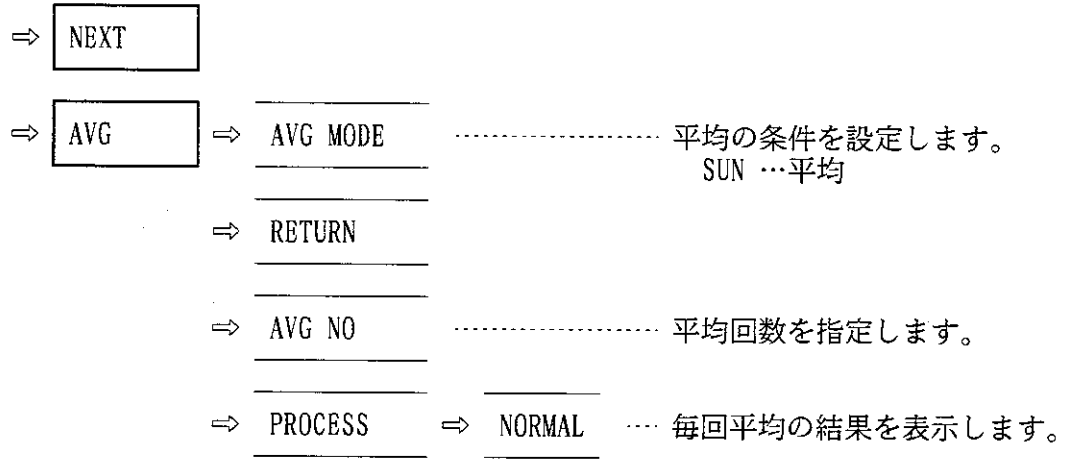 ⇒ NEXT
⇒ AVG ⇒ AVG MODE ………………… 平均の条件を設定します。
SUN …平均
⇒ RETURN
⇒ AVG NO ………………… 平均回数を指定します。
⇒ PROCESS ⇒ NORMAL …… 毎回平均の結果を表示します。